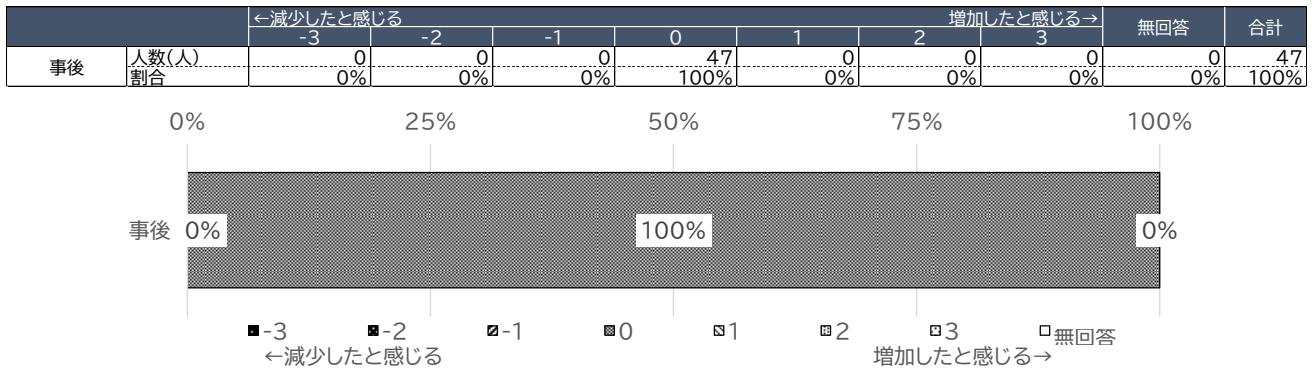 ←減少したと感じる 増加したと感じる→ 無回答 合計
-3 -2 -1 0 1 2 3
事後 人数(人) 0 0 0 47 0 0 0 0 47
割合 0% 0% 0% 100% 0% 0% 0% 0% 100%
0% 25% 50% 75% 100%
事後 0% 100% 0%
-3 -2 -1 0 1 2 3 無回答
←減少したと感じる 増加したと感じる→